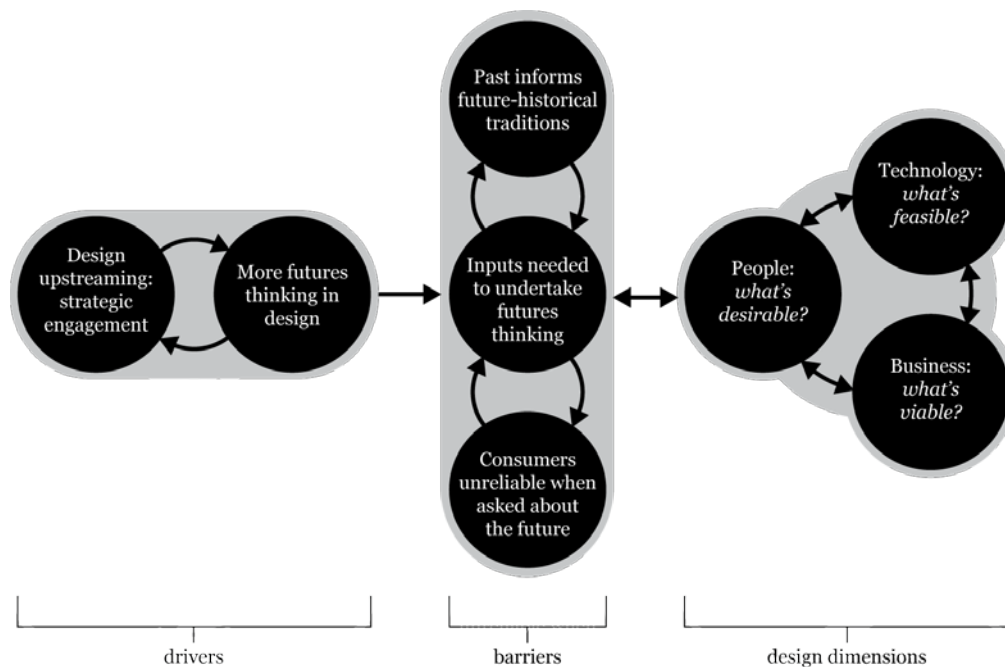 Design
upstreaming:
strategic
engagement
More futures
thinking in
design
Past informs
future-historical
traditions
Inputs needed
to undertake
futures
thinking
Consumers
unreliable when
asked about
the future
People:
what's
desirable?
Technology:
what's
feasible?
Business:
what's
viable?
drivers
barriers
design dimensions